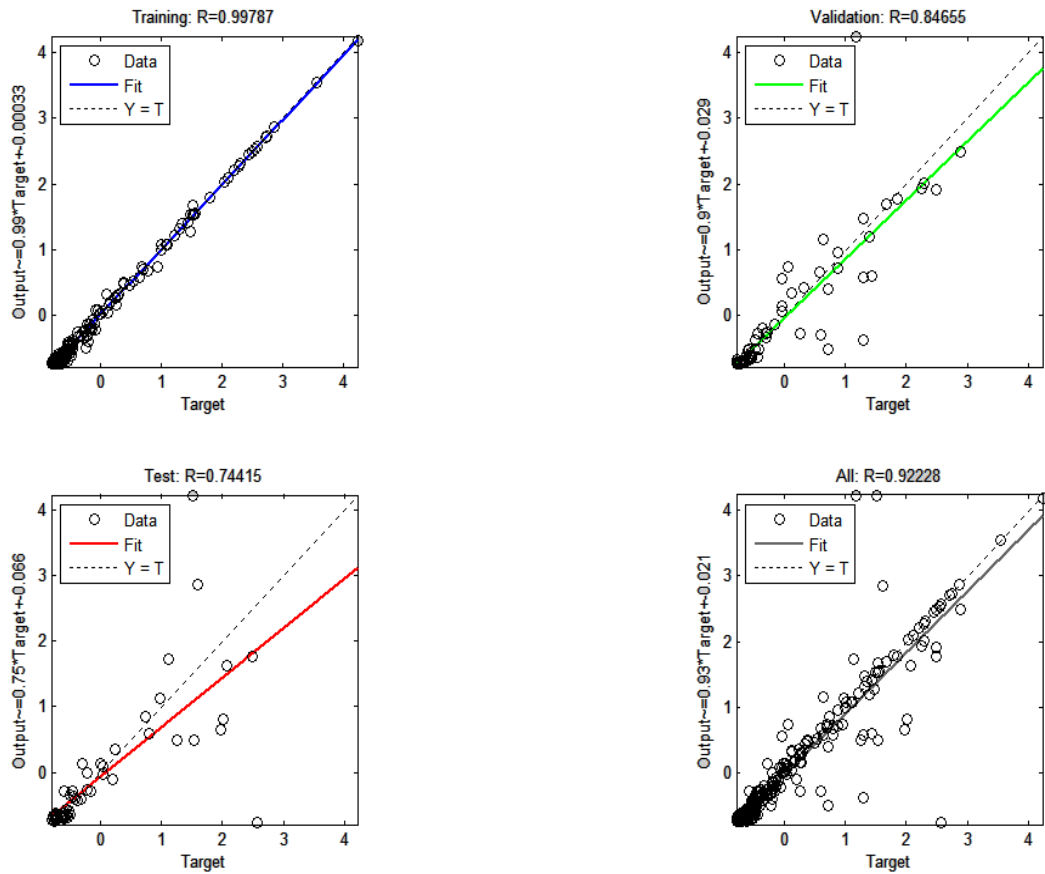 Training: R=0.99787
Output~=0.99*Target+-0.00033
Data
Fit
Y = T
4
3
2
1
0
0 1 2 3 4
Target
Validation: R=0.84655
Output~=0.9*Target+-0.029
Data
Fit
Y = T
4
3
2
1
0
0 1 2 3 4
Target
Test: R=0.74415
Output~=0.75*Target+-0.066
Data
Fit
Y = T
4
3
2
1
0
0 1 2 3 4
Target
All: R=0.92228
Output~=0.93*Target+-0.021
Data
Fit
Y = T
4
3
2
1
0
0 1 2 3 4
Target